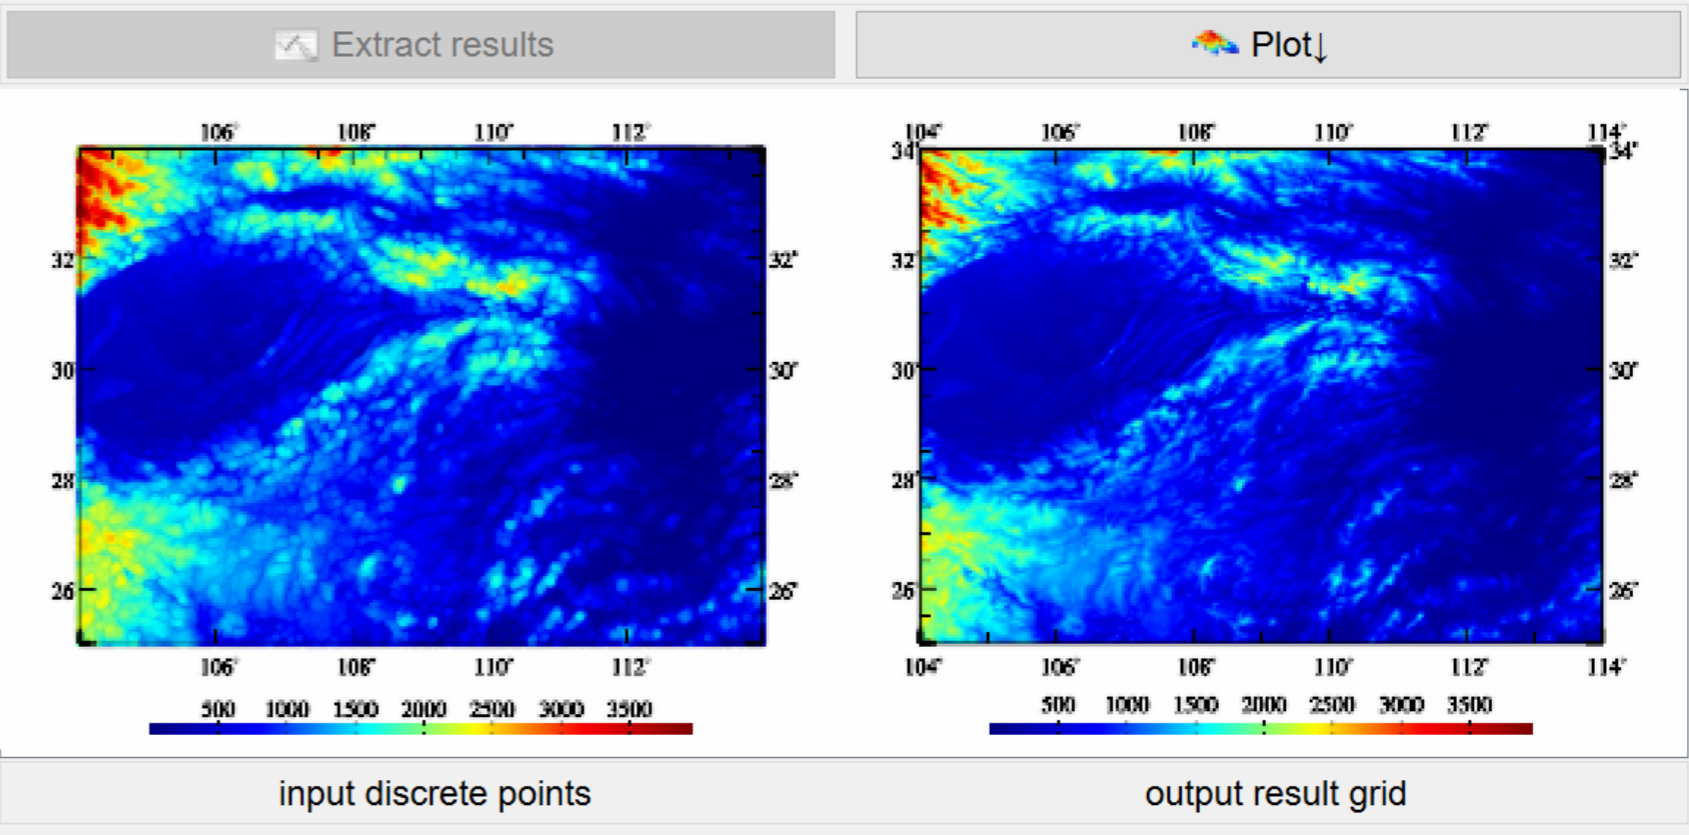 Extract results
Plot↓
106° 108° 110° 112°
32° 32°
30° 30°
28° 28°
26° 26°
106° 108° 110° 112°
500 1000 1500 2000 2500 3000 3500
104° 106° 108° 110° 112° 114°
34° 34°
32° 32°
30° 30°
28° 28°
26° 26°
104° 106° 108° 110° 112° 114°
500 1000 1500 2000 2500 3000 3500
input discrete points
output result grid